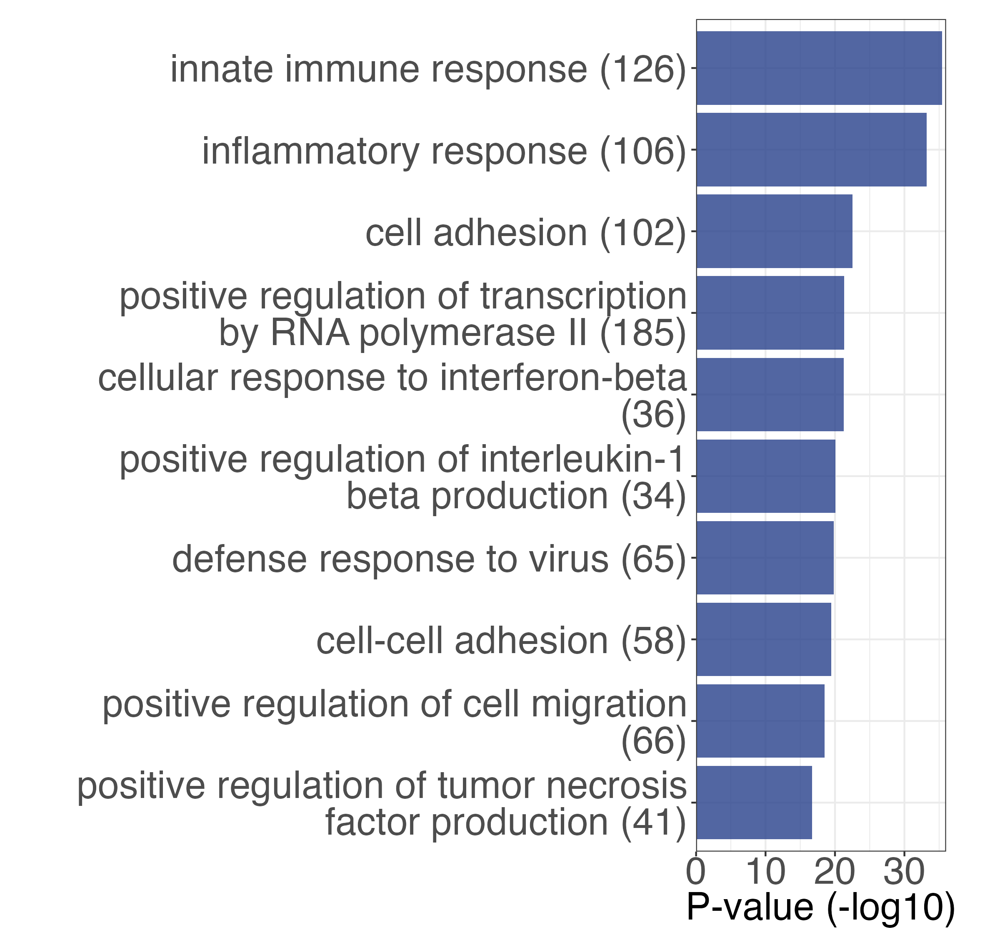 innate immune response (126)
inflammatory response (106)
cell adhesion (102)
positive regulation of transcription
by RNA polymerase II (185)
cellular response to interferon-beta
(36)
positive regulation of interleukin-1
beta production (34)
defense response to virus (65)
cell-cell adhesion (58)
positive regulation of cell migration
(66)
positive regulation of tumor necrosis
factor production (41)
0 10 20 30
P-value (-log10)